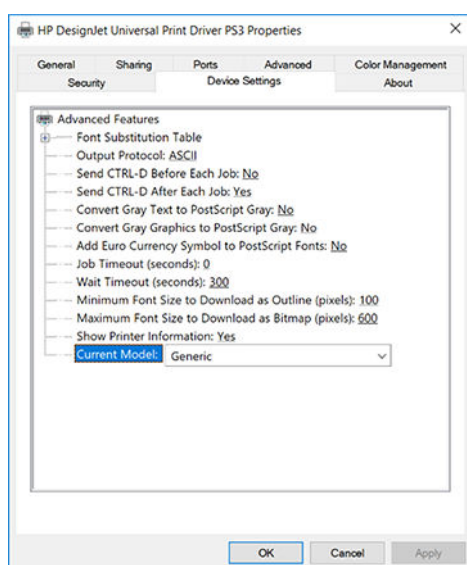 HP DesignJet Universal Print Driver PS3 Properties
General Sharing Ports Advanced Color Management
Security Device Settings About
Advanced Features
Font Substitution Table
Output Protocol: ASCII
Send CTRL-D Before Each Job: No
Send CTRL-D After Each Job: Yes
Convert Gray Text to PostScript Gray: No
Convert Gray Graphics to PostScript Gray: No
Add Euro Currency Symbol to PostScript Fonts: No
Job Timeout (seconds): 0
Wait Timeout (seconds): 300
Minimum Font Size to Download as Outline (pixels): 100
Maximum Font Size to Download as Bitmap (pixels): 600
Show Printer Information: Yes
Current Model: Generic
OK Cancel Apply